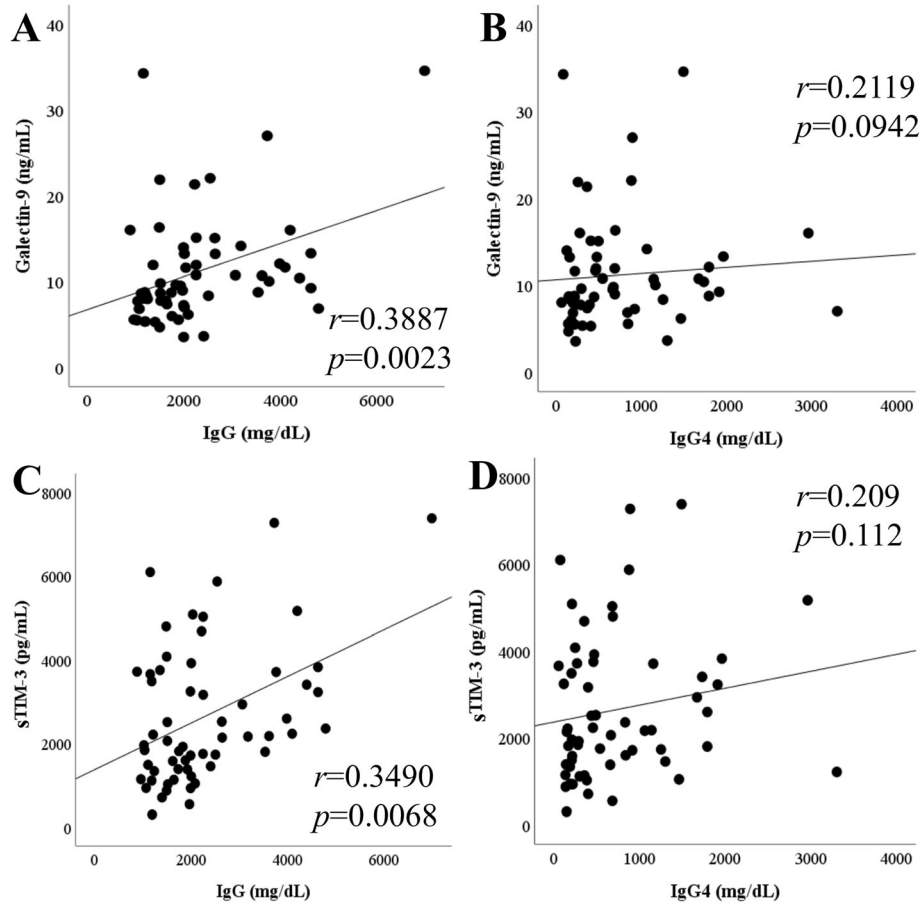 A
40
30
20
10
0
Galectin-9 (ng/mL)
r=0.3887
p=0.0023
0 2000 4000 6000
IgG (mg/dL)
B
40
30
20
10
0
Galectin-9 (ng/mL)
r=0.2119
p=0.0942
0 1000 2000 3000 4000
IgG4 (mg/dL)
C
8000
6000
4000
2000
0
sTIM-3 (pg/mL)
r=0.3490
p=0.0068
0 2000 4000 6000
IgG (mg/dL)
D
8000
6000
4000
2000
0
sTIM-3 (pg/mL)
r=0.209
p=0.112
0 1000 2000 3000 4000
IgG4 (mg/dL)